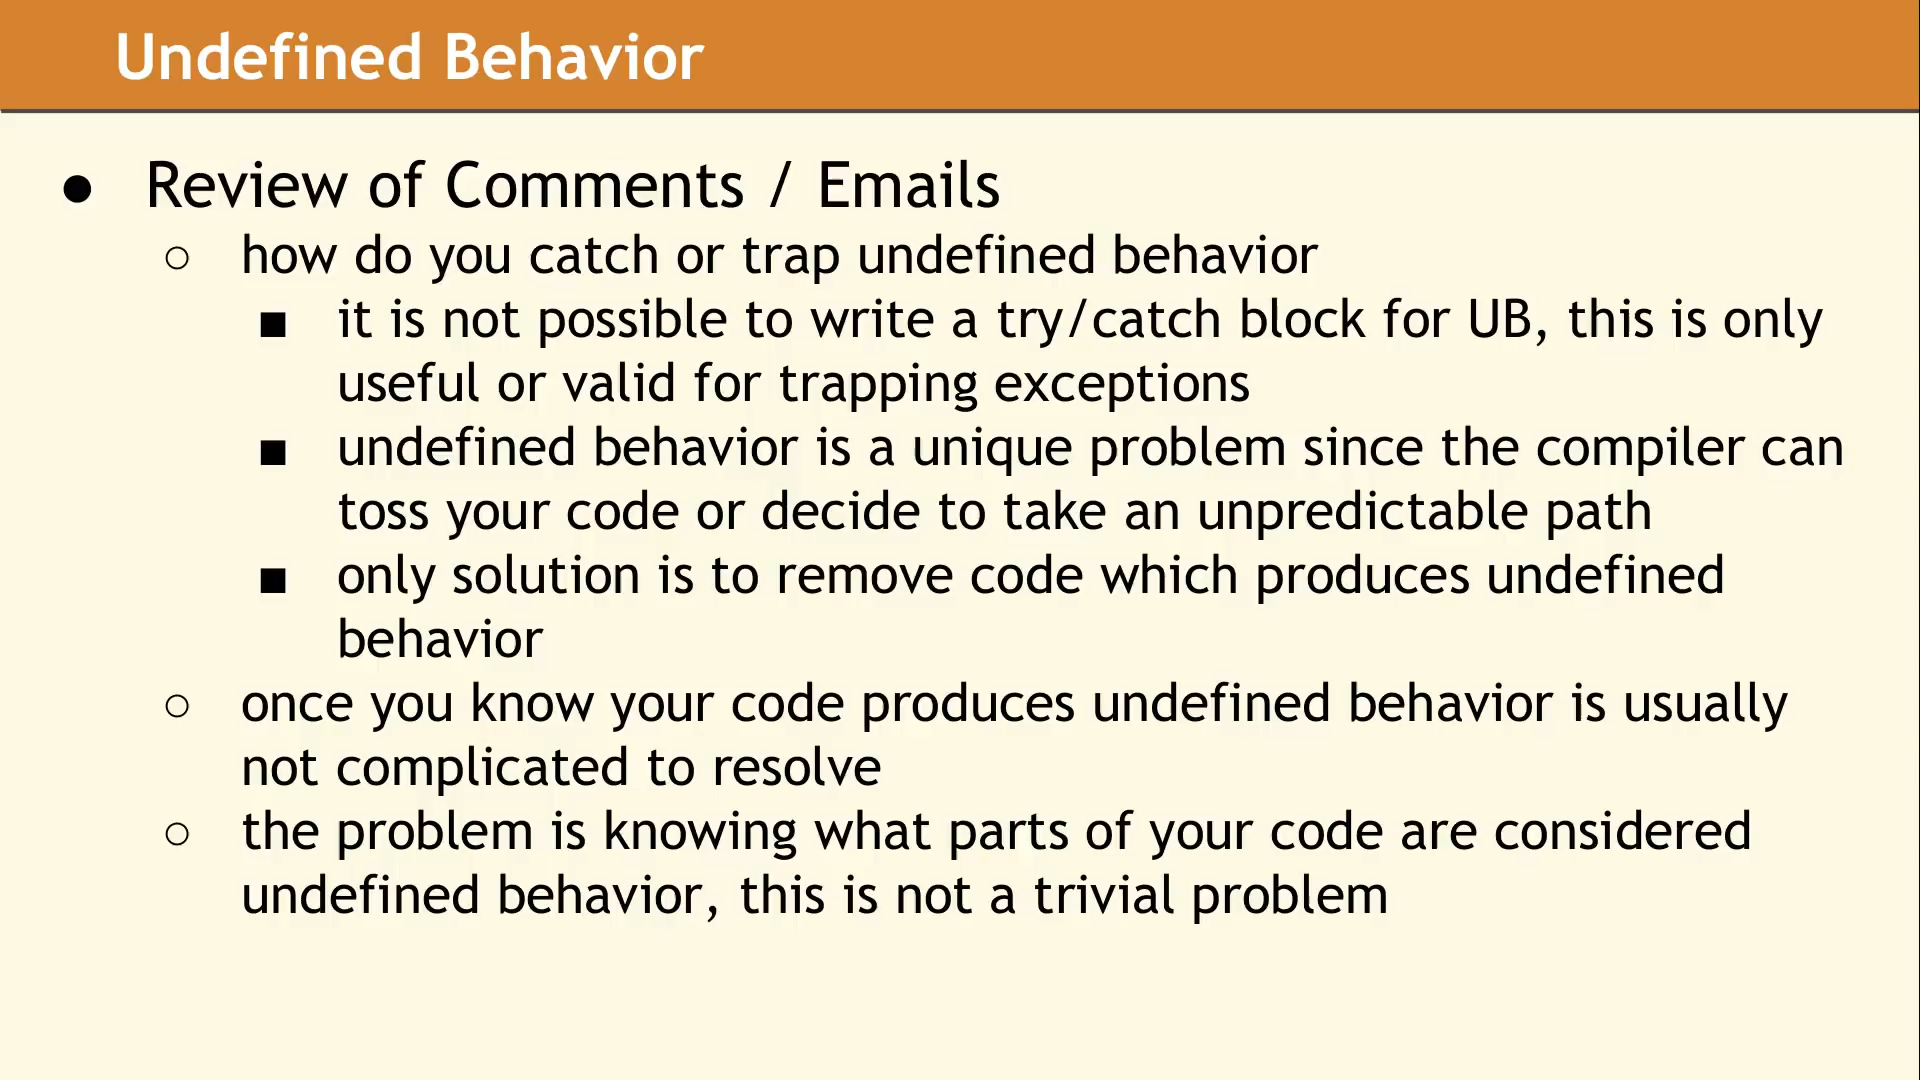 Undefined Behavior
● Review of Comments / Emails
○ how do you catch or trap undefined behavior
■ it is not possible to write a try/catch block for UB, this is only
useful or valid for trapping exceptions
■ undefined behavior is a unique problem since the compiler can
toss your code or decide to take an unpredictable path
■ only solution is to remove code which produces undefined
behavior
○ once you know your code produces undefined behavior is usually
not complicated to resolve
○ the problem is knowing what parts of your code are considered
undefined behavior, this is not a trivial problem